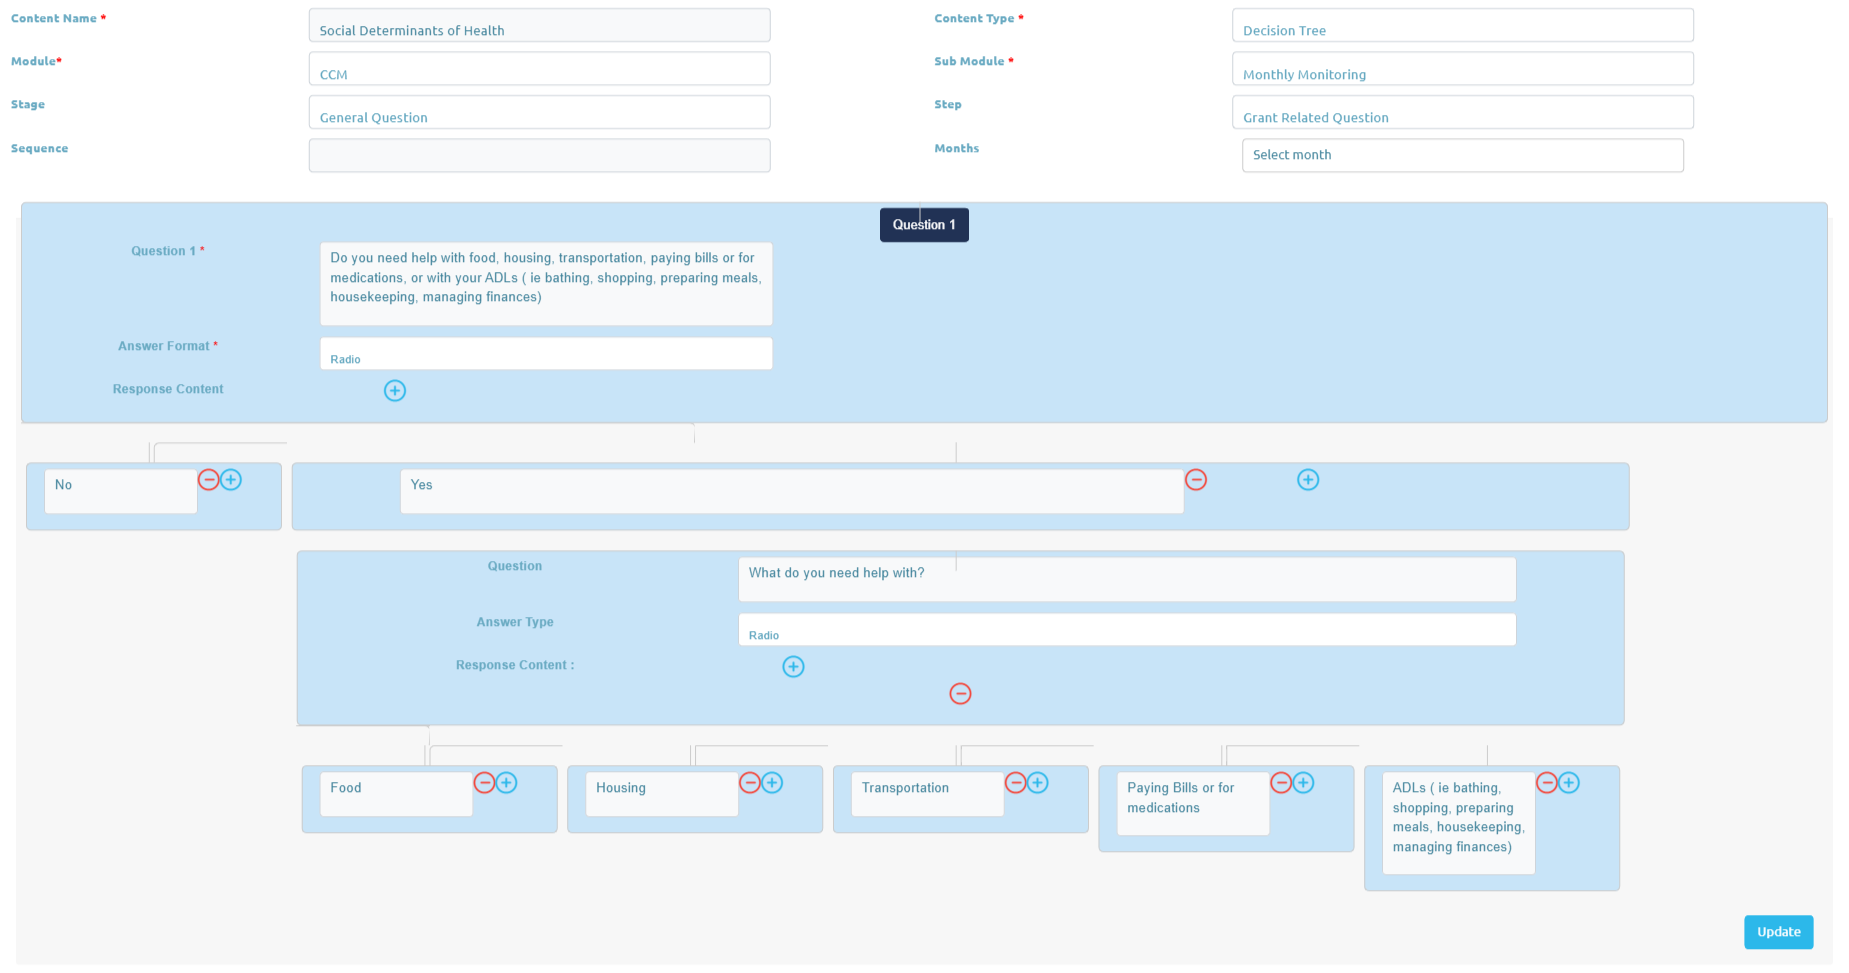 Content Name *
Social Determinants of Health
Content Type *
Decision Tree
Module*
CCM
Sub Module *
Monthly Monitoring
Stage
General Question
Step
Grant Related Question
Sequence
Months
Select month
Question 1
Question 1 *
Do you need help with food, housing, transportation, paying bills or for
medications, or with your ADLs ( ie bathing, shopping, preparing meals,
housekeeping, managing finances)
Answer Format *
Radio
Response Content
No
Yes
Question
What do you need help with?
Answer Type
Radio
Response Content :
Food
Housing
Transportation
Paying Bills or for
medications
ADLs ( ie bathing,
shopping, preparing
meals, housekeeping,
managing finances)
Update